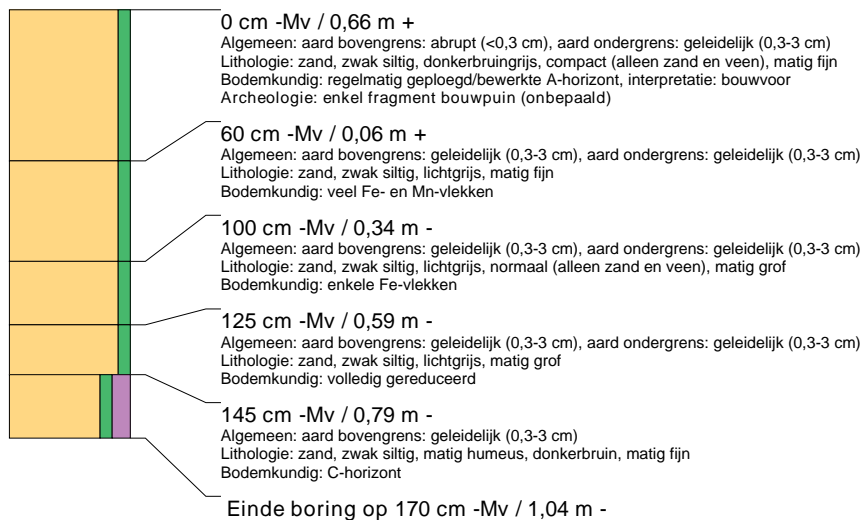 0 cm -Mv / 0,66 m +
Algemeen: aard bovengrens: abrupt (<0,3 cm), aard ondergrens: geleidelijk (0,3-3 cm)
Lithologie: zand, zwak siltig, donkerbruingrijs, compact (alleen zand en veen), matig fijn
Bodemkundig: regelmatig geploegd/bewerkte A-horizont, interpretatie: bouwvoor
Archeologie: enkel fragment bouwpuin (onbepaald)
60 cm -Mv / 0,06 m +
Algemeen: aard bovengrens: geleidelijk (0,3-3 cm), aard ondergrens: geleidelijk (0,3-3 cm)
Lithologie: zand, zwak siltig, lichtgrijs, matig fijn
Bodemkundig: veel Fe- en Mn-vlekken
100 cm -Mv / 0,34 m -
Algemeen: aard bovengrens: geleidelijk (0,3-3 cm), aard ondergrens: geleidelijk (0,3-3 cm)
Lithologie: zand, zwak siltig, lichtgrijs, normaal (alleen zand en veen), matig grof
Bodemkundig: enkele Fe-vlekken
125 cm -Mv / 0,59 m -
Algemeen: aard bovengrens: geleidelijk (0,3-3 cm), aard ondergrens: geleidelijk (0,3-3 cm)
Lithologie: zand, zwak siltig, lichtgrijs, matig grof
Bodemkundig: volledig gereduceerd
145 cm -Mv / 0,79 m -
Algemeen: aard bovengrens: geleidelijk (0,3-3 cm)
Lithologie: zand, zwak siltig, matig humeus, donkerbruin, matig fijn
Bodemkundig: C-horizont
Einde boring op 170 cm -Mv / 1,04 m -